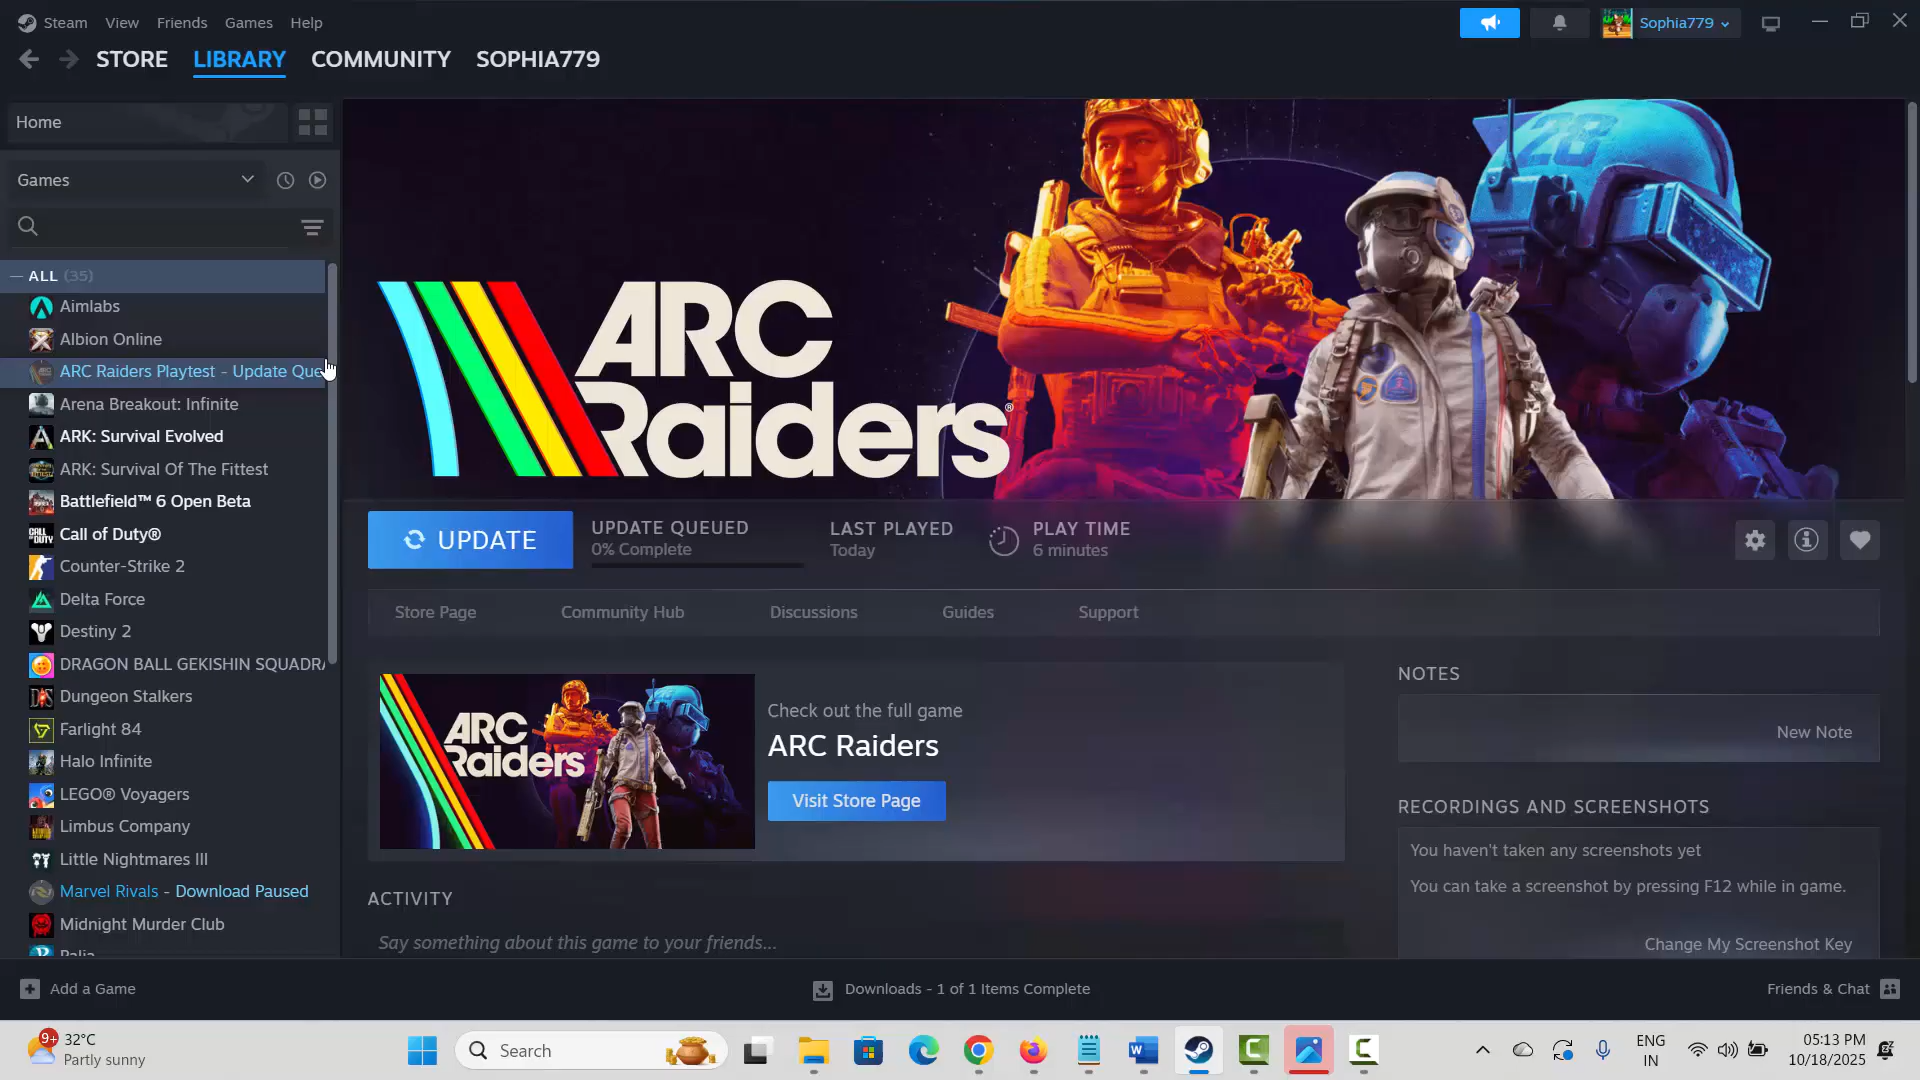 Steam View Friends Games Help
Sophia779
STORE LIBRARY COMMUNITY SOPHIA779
Home
Games
ALL (35)
Aimlabs
Albion Online
ARC Raiders Playtest - Update Que
Arena Breakout: Infinite
ARK: Survival Evolved
ARK: Survival Of The Fittest
Battlefield™ 6 Open Beta
Call of Duty®
Counter-Strike 2
Delta Force
Destiny 2
DRAGON BALL GEKISHIN SQUADRA
Dungeon Stalkers
Farlight 84
Halo Infinite
LEGO® Voyagers
Limbus Company
Little Nightmares III
Marvel Rivals - Download Paused
Midnight Murder Club
Palia
28
ARC
Raiders®
UPDATE
UPDATE QUEUED
0% Complete
LAST PLAYED
Today
PLAY TIME
6 minutes
Store Page Community Hub Discussions Guides Support
ARC
Raiders
Check out the full game
ARC Raiders
Visit Store Page
NOTES
New Note
RECORDINGS AND SCREENSHOTS
You haven't taken any screenshots yet
You can take a screenshot by pressing F12 while in game.
Change My Screenshot Key
ACTIVITY
Say something about this game to your friends...
Add a Game
Downloads - 1 of 1 Items Complete
Friends & Chat
9+
32°C
Partly sunny
Search
ENG
IN
05:13 PM
10/18/2025